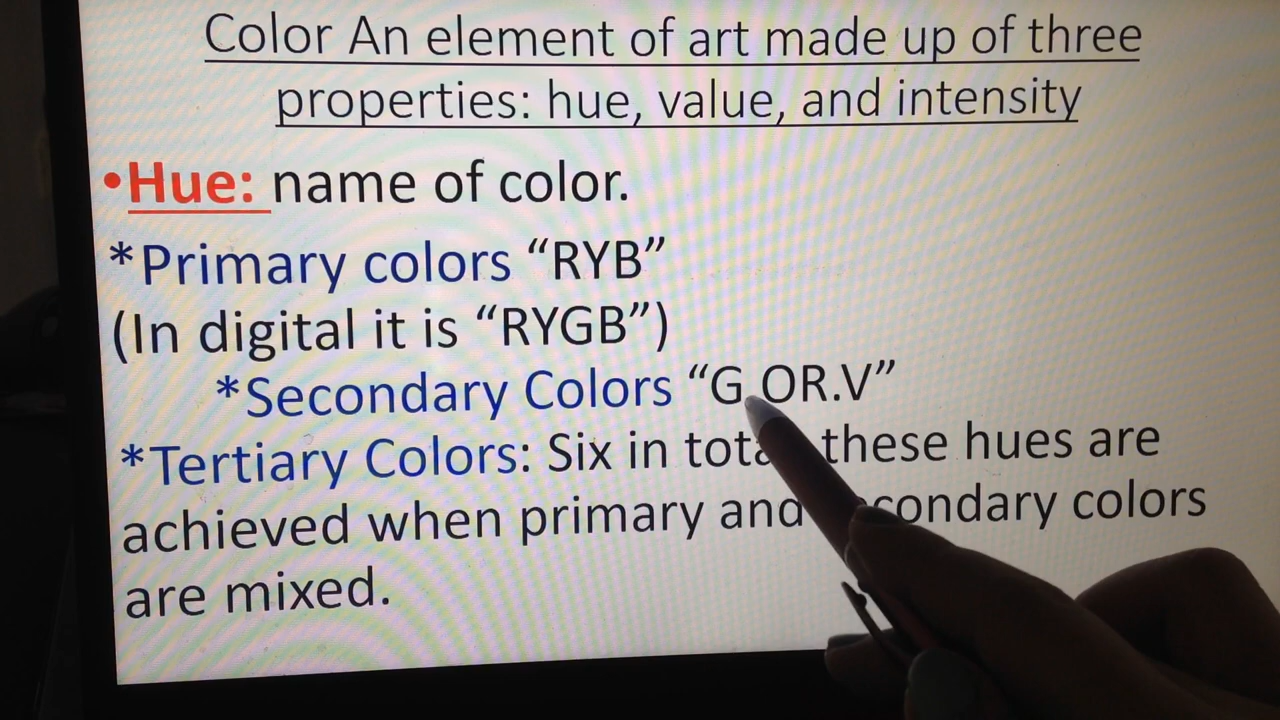 Color An element of art made up of three
properties: hue, value, and intensity
•Hue: name of color.
*Primary colors “RYB”
(In digital it is “RYGB”)
*Secondary Colors “G.OR.V”
*Tertiary Colors: Six in total, these hues are
achieved when primary and secondary colors
are mixed.